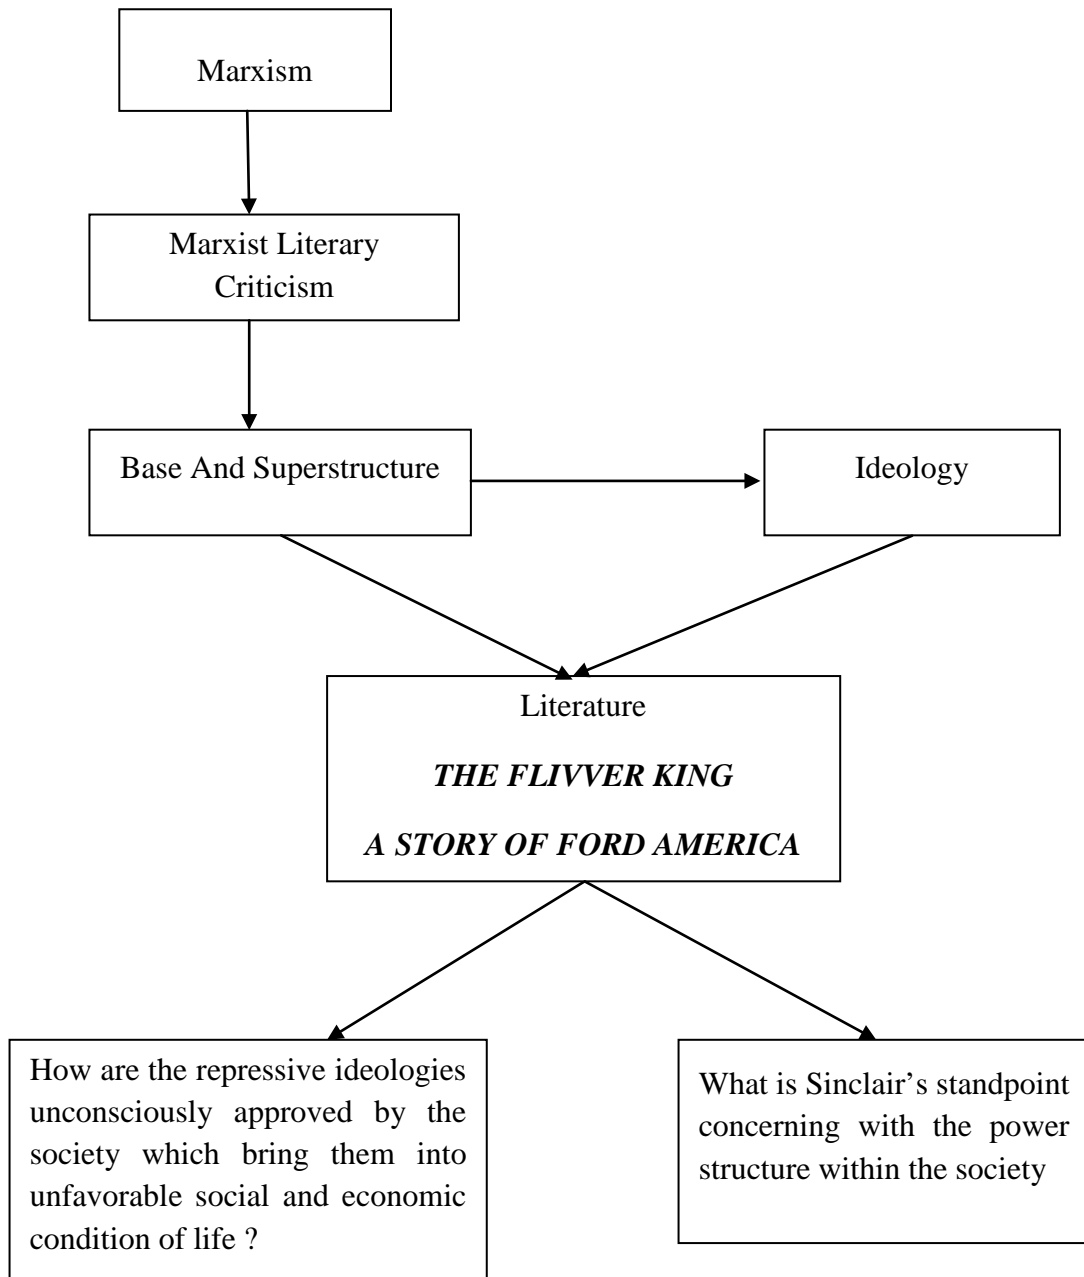 Marxism
Marxist Literary
Criticism
Base And Superstructure
Ideology
Literature
THE FLIVVER KING
A STORY OF FORD AMERICA
How are the repressive ideologies
unconsciously approved by the
society which bring them into
unfavorable social and economic
condition of life ?
What is Sinclair’s standpoint
concerning with the power
structure within the society